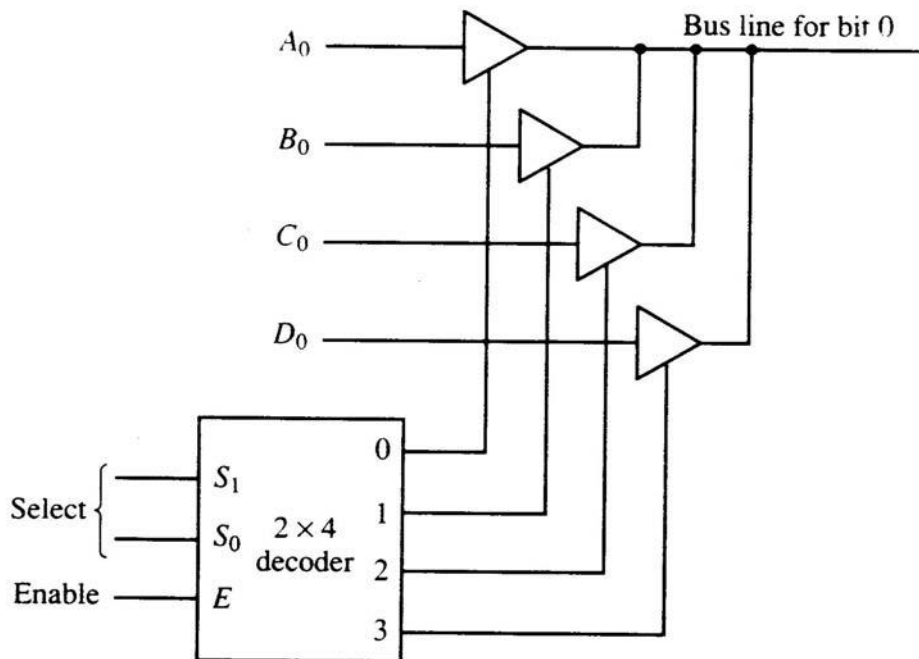 Bus line for bit 0
A₀
B₀
C₀
D₀
Select
Enable
S₁
S₀
E
2 × 4
decoder
0
1
2
3